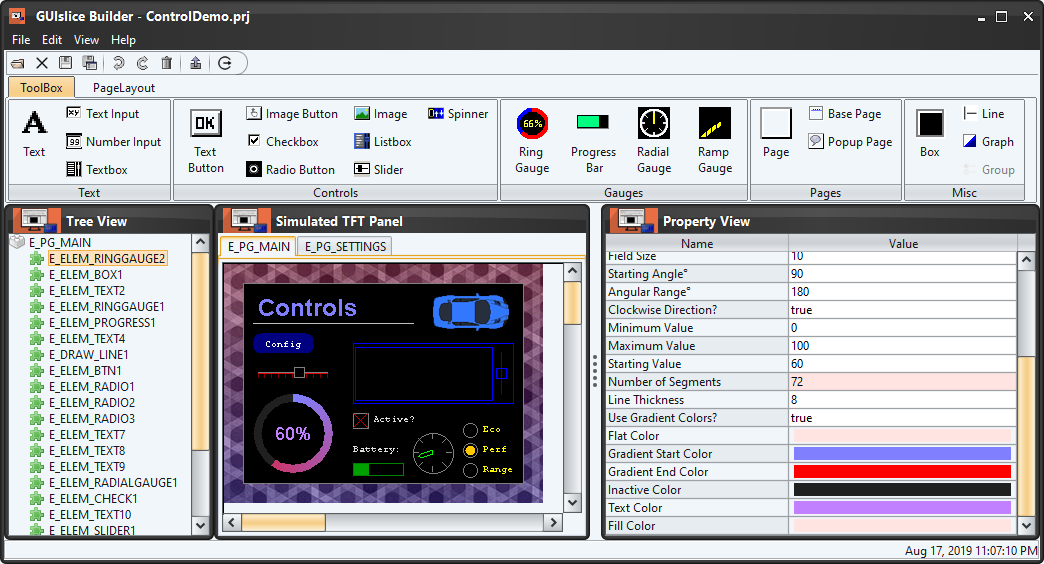 GUIslice Builder - ControlDemo.prj
File Edit View Help
ToolBox PageLayout
A Text
Text Input
Number Input
Textbox
Text
OK
Text Button
Image Button
Checkbox
Radio Button
Image
Listbox
Slider
Spinner
Controls
66%
Ring Gauge
Progress Bar
Radial Gauge
Ramp Gauge
Gauges
Page
Base Page
Popup Page
Pages
Box
Line
Graph
Group
Misc
Tree View
E_PG_MAIN
E_ELEM_RINGGAUGE2
E_ELEM_BOX1
E_ELEM_TEXT2
E_ELEM_RINGGAUGE1
E_ELEM_PROGRESS1
E_ELEM_TEXT4
E_DRAW_LINE1
E_ELEM_BTN1
E_ELEM_RADIO1
E_ELEM_RADIO2
E_ELEM_RADIO3
E_ELEM_TEXT7
E_ELEM_TEXT8
E_ELEM_TEXT9
E_ELEM_RADIALGAUGE1
E_ELEM_CHECK1
E_ELEM_TEXT10
E_ELEM_SLIDER1
Simulated TFT Panel
E_PG_MAIN E_PG_SETTINGS
Controls
Config
60%
Active?
Battery:
Eco
Perf
Range
Property View
Name Value
Field Size 10
Starting Angle° 90
Angular Range° 180
Clockwise Direction? true
Minimum Value 0
Maximum Value 100
Starting Value 60
Number of Segments 72
Line Thickness 8
Use Gradient Colors? true
Flat Color
Gradient Start Color
Gradient End Color
Inactive Color
Text Color
Fill Color
Aug 17, 2019 11:07:10 PM